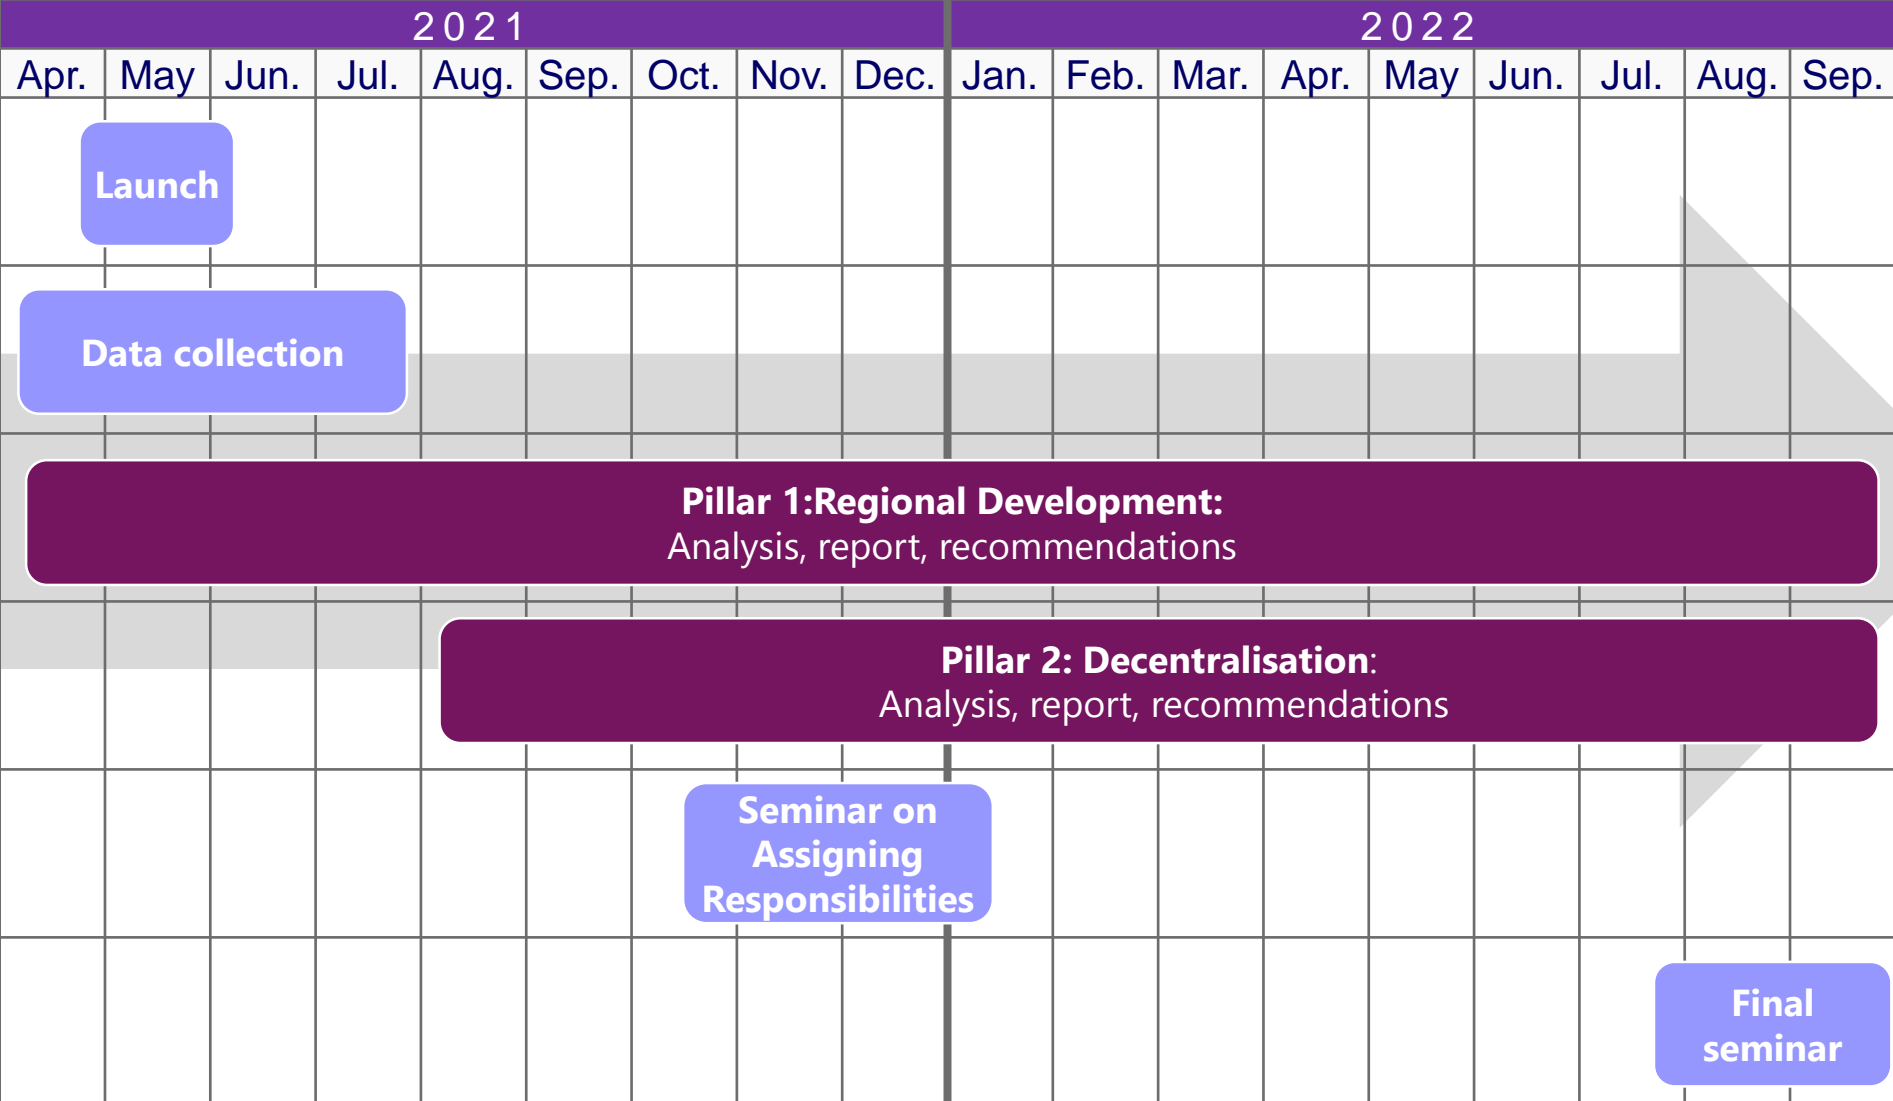 2021 2022
Apr. May Jun. Jul. Aug. Sep. Oct. Nov. Dec. Jan. Feb. Mar. Apr. May Jun. Jul. Aug. Sep.
Launch
Data collection
Pillar 1:Regional Development:
Analysis, report, recommendations
Pillar 2: Decentralisation:
Analysis, report, recommendations
Seminar on
Assigning
Responsibilities
Final
seminar